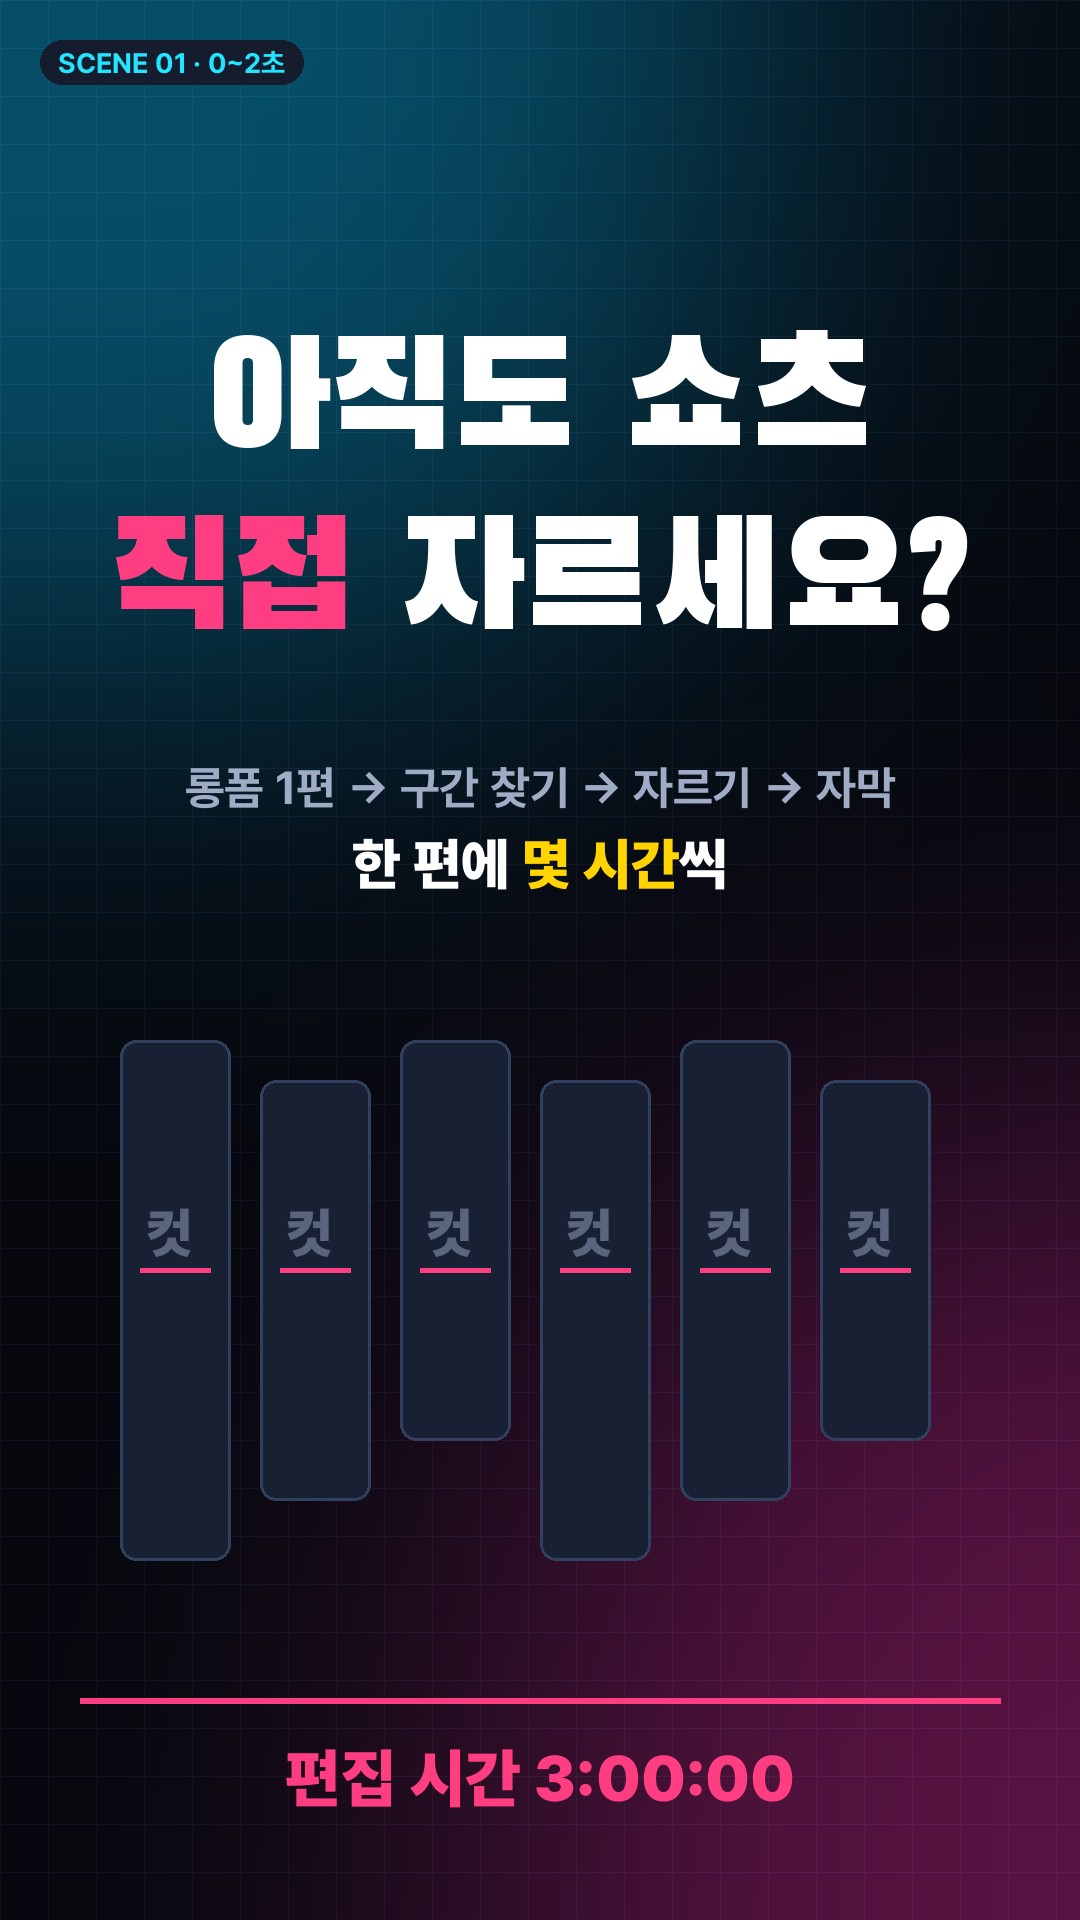 SCENE 01 · 0~2초
아직도 쇼츠
직접 자르세요?
롱폼 1편 → 구간 찾기 → 자르기 → 자막
한 편에 몇 시간씩
컷 컷 컷 컷 컷 컷
편집 시간 3:00:00